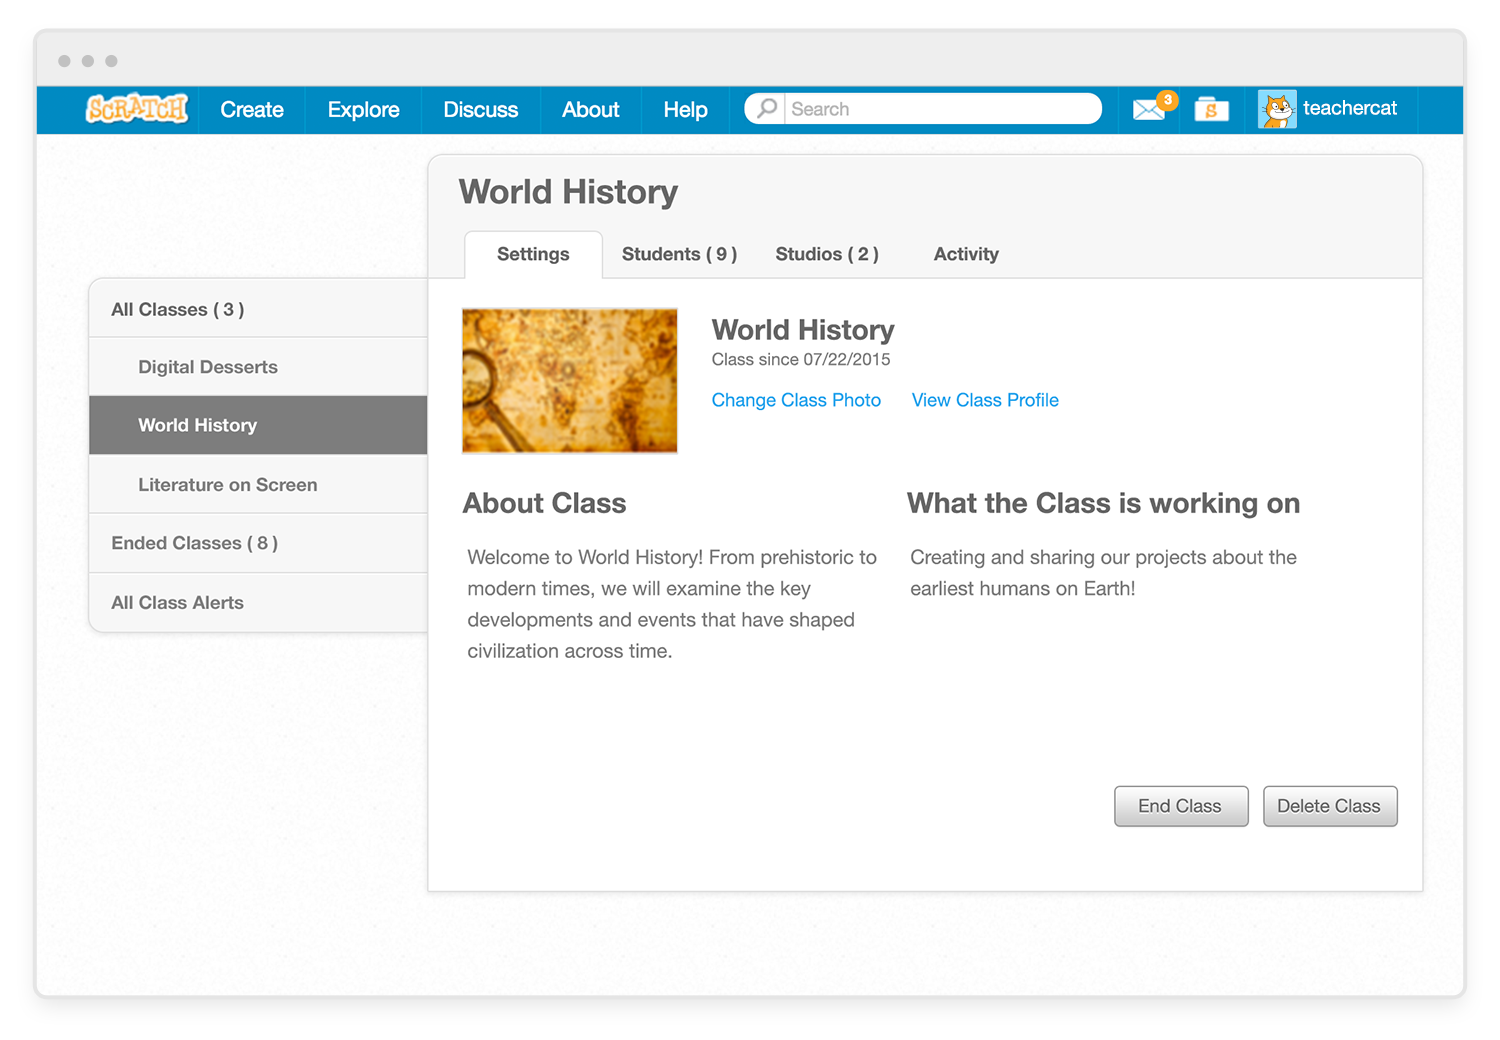 SCRATCH Create Explore Discuss About Help Search 3 S teachercat
World History
Settings Students ( 9 ) Studios ( 2 ) Activity
All Classes ( 3 )
Digital Desserts
World History
Literature on Screen
Ended Classes ( 8 )
All Class Alerts
World History
Class since 07/22/2015
Change Class Photo View Class Profile
About Class
Welcome to World History! From prehistoric to
modern times, we will examine the key
developments and events that have shaped
civilization across time.
What the Class is working on
Creating and sharing our projects about the
earliest humans on Earth!
End Class Delete Class